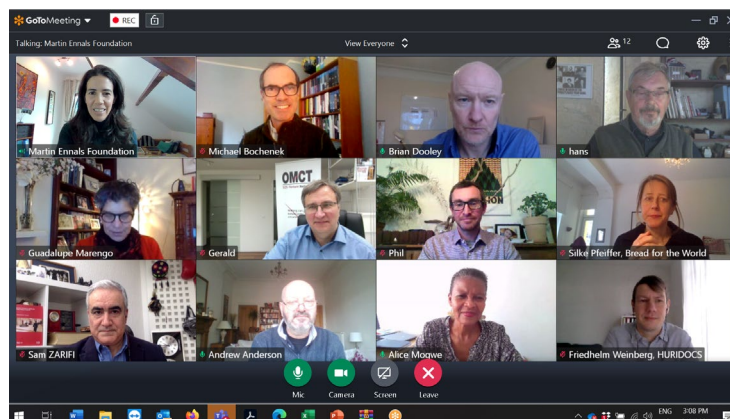 GoToMeeting
REC
Talking: Martin Ennals Foundation
View Everyone
12
Martin Ennals Foundation
Michael Bochenek
Brian Dooley
hans
OMCT
Guadalupe Marengo
Gerald
Phil
Silke Pfeiffer, Bread for the World
Sam ZARIFI
Andrew Anderson
Alice Mogwe
Friedhelm Weinberg, HURIDOCS
Mic
Camera
Screen
Leave
ENG
3:08 PM